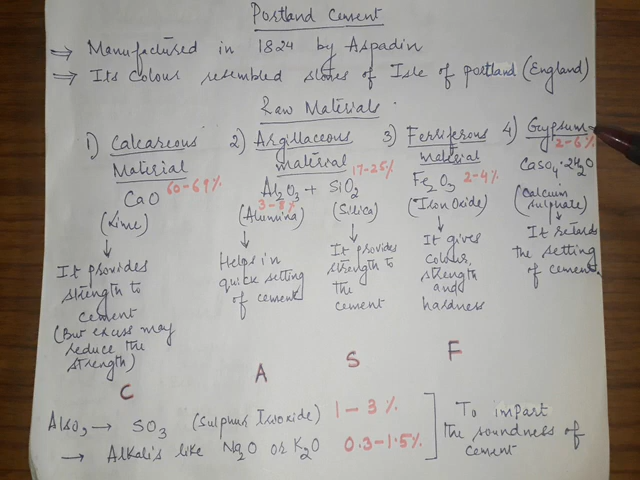 Portland Cement
⇒ Manufactured in 1824 by Aspadin
⇒ Its Colour resembled stones of Isle of portland (England)
Raw Materials
1) Calcareous
Material
CaO 60-69%
(Lime)
↓
It provides
strength to
cement
(But excess may
reduce the
strength)
C
2) Argillaceous
material
Al2O3 + SiO2 17-25%
3-8%
(Alumina)
↓
Helps in
quick setting
of cement
A
(Silica)
↓
It provides
strength to
the
cement
S
3) Ferriferous
material
Fe2O3 2-4%
(Iron Oxide)
↓
It gives
colour,
strength
and
hardness
F
4) Gypsum
2-6%
CaSO4·2H2O
(Calcium
sulphate)
↓
It retards
the setting
of cement.
Also, → SO3 (Sulphur Trioxide) 1-3%
→ Alkali's like Na2O or K2O 0.3-1.5%
To impart
the soundness of
cement